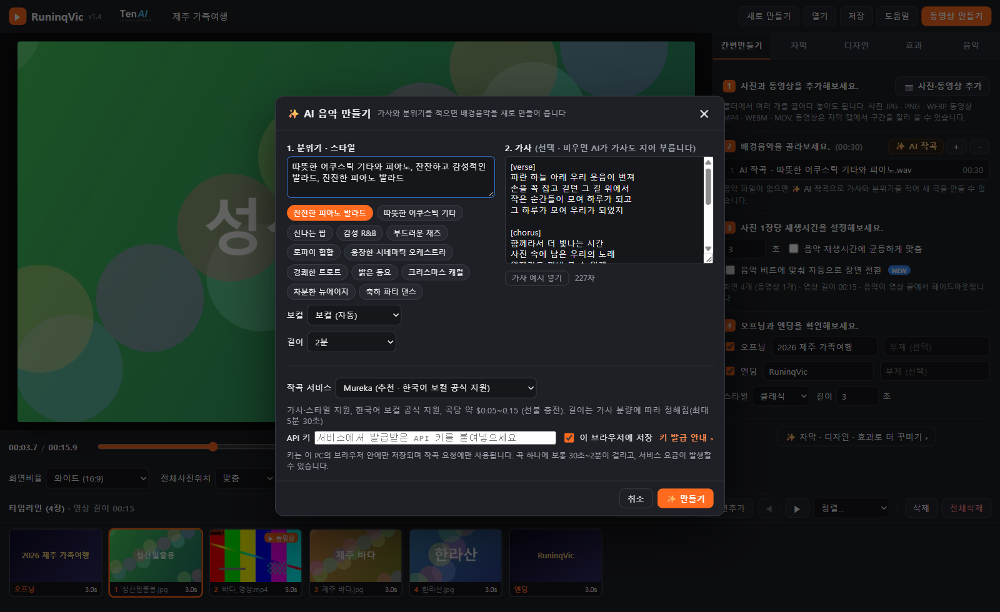 RuninqVic v1.4
TenAI
제주 가족여행
새로 만들기
열기
저장
도움말
동영상 만들기
간편만들기
자막
디자인
효과
음악
1 사진과 동영상을 추가해보세요.
사진·동영상 추가
폴더에서 여러 개를 끌어다 놓아도 됩니다. 사진 JPG · PNG · WEBP, 동영상
MP4 · WEBM · MOV. 동영상은 자막 탭에서 구간을 잘라 쓸 수 있습니다.
2 배경음악을 골라보세요. (00:30)
✨ AI 작곡
+
-
1 AI 작곡 - 따뜻한 어쿠스틱 기타와 피아노.wav 00:30
음악 파일이 없으면 ✨ AI 작곡으로 가사와 분위기를 적어 새 곡을 만들 수 있
습니다.
3 사진 1장당 재생시간을 설정해보세요.
3 초 음악 재생시간에 균등하게 맞춤
음악 비트에 맞춰 자동으로 장면 전환 NEW
화면 4개 (동영상 1개) · 영상 길이 00:15 · 음악이 영상 끝에서 페이드아웃됩니
다
4 오프닝과 엔딩을 확인해보세요.
오프닝 2026 제주 가족여행 부제 (선택)
엔딩 RuninqVic 부제 (선택)
스타일 클래식 길이 3 초
✨ 자막 · 디자인 · 효과로 더 꾸미기 ›
성
✨ AI 음악 만들기 가사와 분위기를 적으면 배경음악을 새로 만들어 줍니다
✕
1. 분위기 · 스타일
따뜻한 어쿠스틱 기타와 피아노, 잔잔하고 감성적인
발라드, 잔잔한 피아노 발라드
잔잔한 피아노 발라드
따뜻한 어쿠스틱 기타
신나는 팝
감성 R&B
부드러운 재즈
로파이 힙합
웅장한 시네마틱 오케스트라
경쾌한 트로트
밝은 동요
크리스마스 캐럴
차분한 뉴에이지
축하 파티 댄스
보컬 보컬 (자동)
길이 2분
2. 가사 (선택 · 비우면 AI가 가사도 지어 부릅니다)
[verse]
파란 하늘 아래 우리 웃음이 번져
손을 꼭 잡고 걷던 그 길 위에서
작은 순간들이 모여 하루가 되고
그 하루가 모여 우리가 되었지
[chorus]
함께라서 더 빛나는 시간
사진 속에 남은 우리의 노래
가사 예시 넣기
227자
작곡 서비스 Mureka (추천 · 한국어 보컬 공식 지원)
가사·스타일 지원, 한국어 보컬 공식 지원, 곡당 약 $0.05~0.15 (선불 충전). 길이는 가사 분량에 따라 정해짐(최대
5분 30초)
API 키 서비스에서 발급받은 API 키를 붙여넣으세요
이 브라우저에 저장
키 발급 안내 ›
키는 이 PC의 브라우저 안에만 저장되며 작곡 요청에만 사용됩니다. 곡 하나에 보통 30초~2분이 걸리고, 서비스 요금이 발생할
수 있습니다.
취소
✨ 만들기
00:03.7 / 00:15.9
화면비율 와이드 (16:9)
전체사진위치 맞춤
타임라인 (4장) · 영상 길이 00:15
◀
▶
정렬...
삭제
전체삭제
2026 제주 가족여행
오프닝 3.0s
성산일출봉
1 성산일출봉.jpg 3.0s
▶ 동영상
2 바다_영상.mp4 5.0s
제주 바다
3 제주 바다.jpg 3.0s
한라산
4 한라산.jpg 3.0s
RuninqVic
엔딩 3.0s